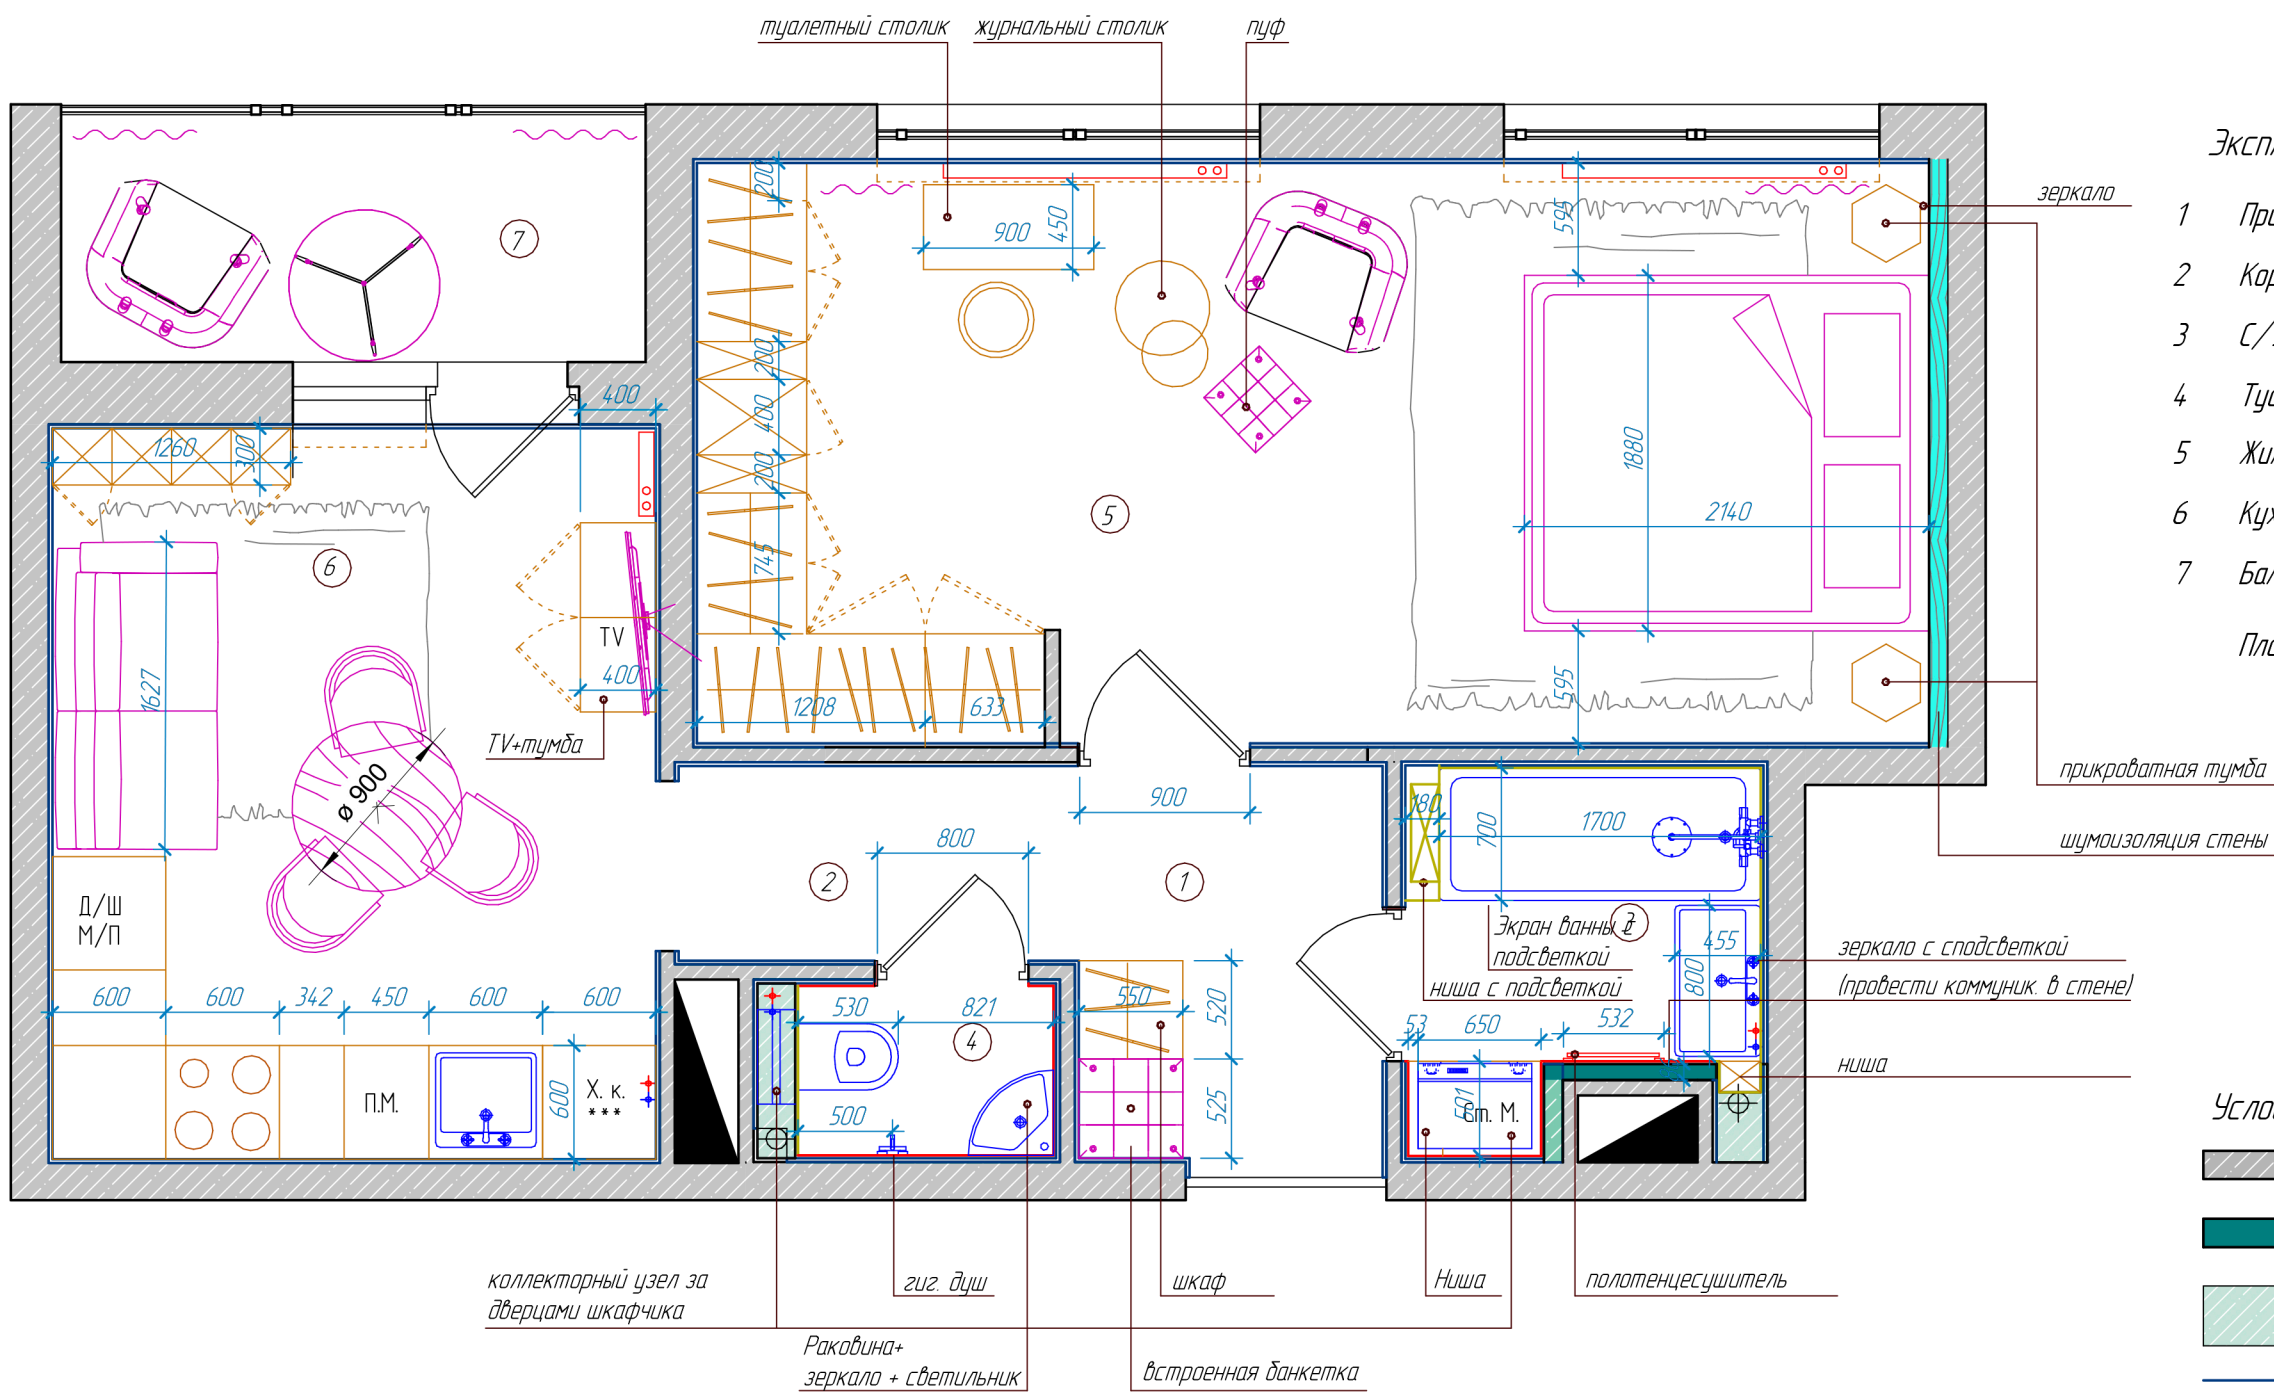 туалетный столик
журнальный столик
пуф
7
200
900
450
595
зеркало
1
2
3
4
5
6
7
400
1260
300
200
400
200
745
1880
2140
5
6
TV
400
1627
1208
633
595
TV+тумба
ø 900
прикроватная тумба
шумоизоляция стены
900
180
700
1700
800
2
1
Д/Ш
М/П
Экран ванны с
подсветкой
455
800
зеркало с сподсветкой
(провести коммуник. в стене)
ниша с подсветкой
600
600
342
450
600
600
530
821
4
550
520
53
650
532
ниша
П.М.
600
Х. к.
***
500
525
501
Ст. М.
коллекторный узел за
дверцами шкафчика
гиг. душ
шкаф
Ниша
полотенцесушитель
Раковина+
зеркало + светильник
встроенная банкетка